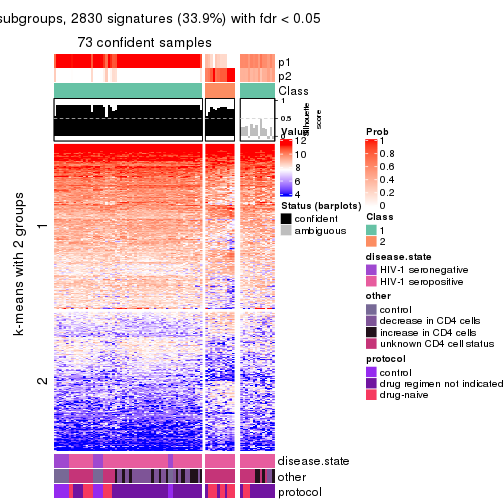 subgroups, 2830 signatures (33.9%) with fdr < 0.05
73 confident samples
p1
p2
Class
1
0.5
0
silhouette
score
k-means with 2 groups
1
2
Value
12
10
8
6
4
Status (barplots)
confident
ambiguous
Prob
1
0.8
0.6
0.4
0.2
0
Class
1
2
disease.state
HIV-1 seronegative
HIV-1 seropositive
other
control
decrease in CD4 cells
increase in CD4 cells
unknown CD4 cell status
protocol
control
drug regimen not indicated
drug-naive
disease.state
other
protocol